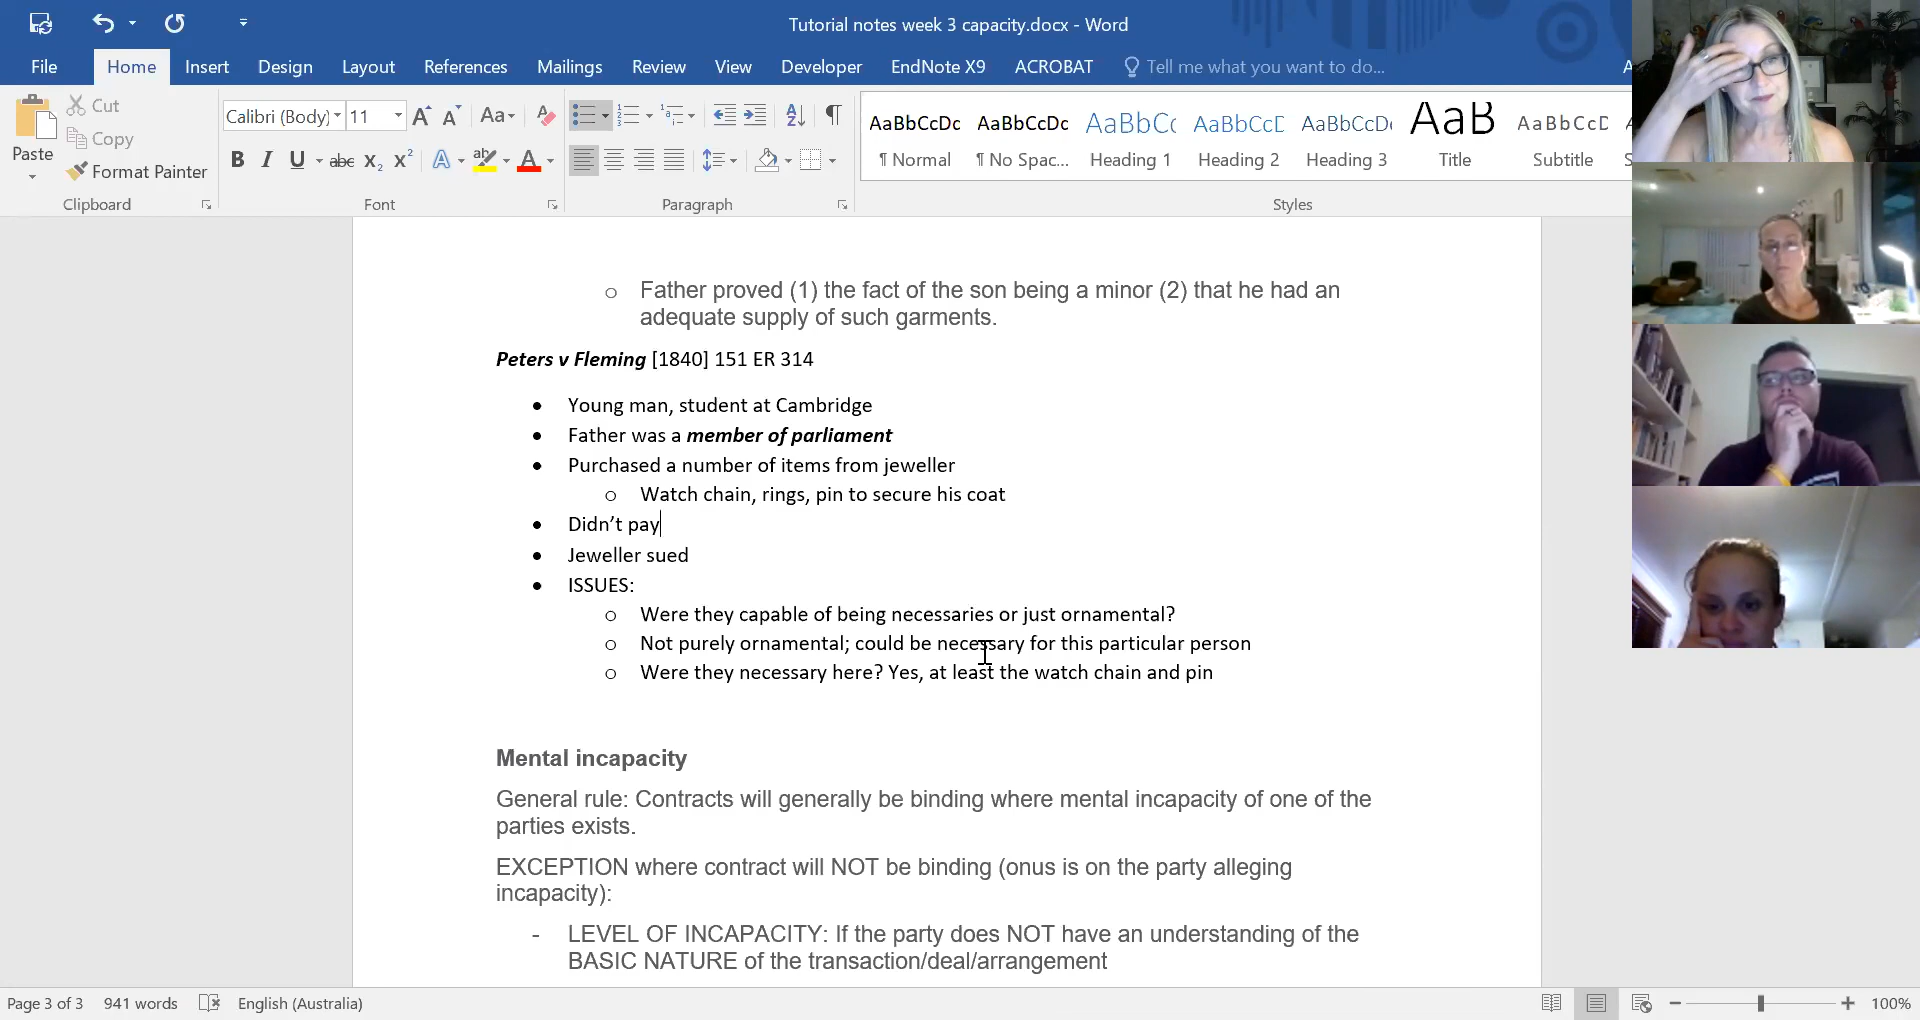 Tutorial notes week 3 capacity.docx - Word
File Home Insert Design Layout References Mailings Review View Developer EndNote X9 ACROBAT Tell me what you want to do...
Paste
Cut
Copy
Format Painter
Clipboard
Calibri (Body) 11
Font
Paragraph
AaBbCcDc AaBbCcDc AaBbCc AaBbCcD AaBbCcDc AaB AaBbCcD
¶ Normal ¶ No Spac... Heading 1 Heading 2 Heading 3 Title Subtitle
Styles
o Father proved (1) the fact of the son being a minor (2) that he had an
adequate supply of such garments.
Peters v Fleming [1840] 151 ER 314
• Young man, student at Cambridge
• Father was a member of parliament
• Purchased a number of items from jeweller
o Watch chain, rings, pin to secure his coat
• Didn’t pay
• Jeweller sued
• ISSUES:
o Were they capable of being necessaries or just ornamental?
o Not purely ornamental; could be necessary for this particular person
o Were they necessary here? Yes, at least the watch chain and pin
Mental incapacity
General rule: Contracts will generally be binding where mental incapacity of one of the
parties exists.
EXCEPTION where contract will NOT be binding (onus is on the party alleging
incapacity):
- LEVEL OF INCAPACITY: If the party does NOT have an understanding of the
BASIC NATURE of the transaction/deal/arrangement
Page 3 of 3 941 words English (Australia) 100%